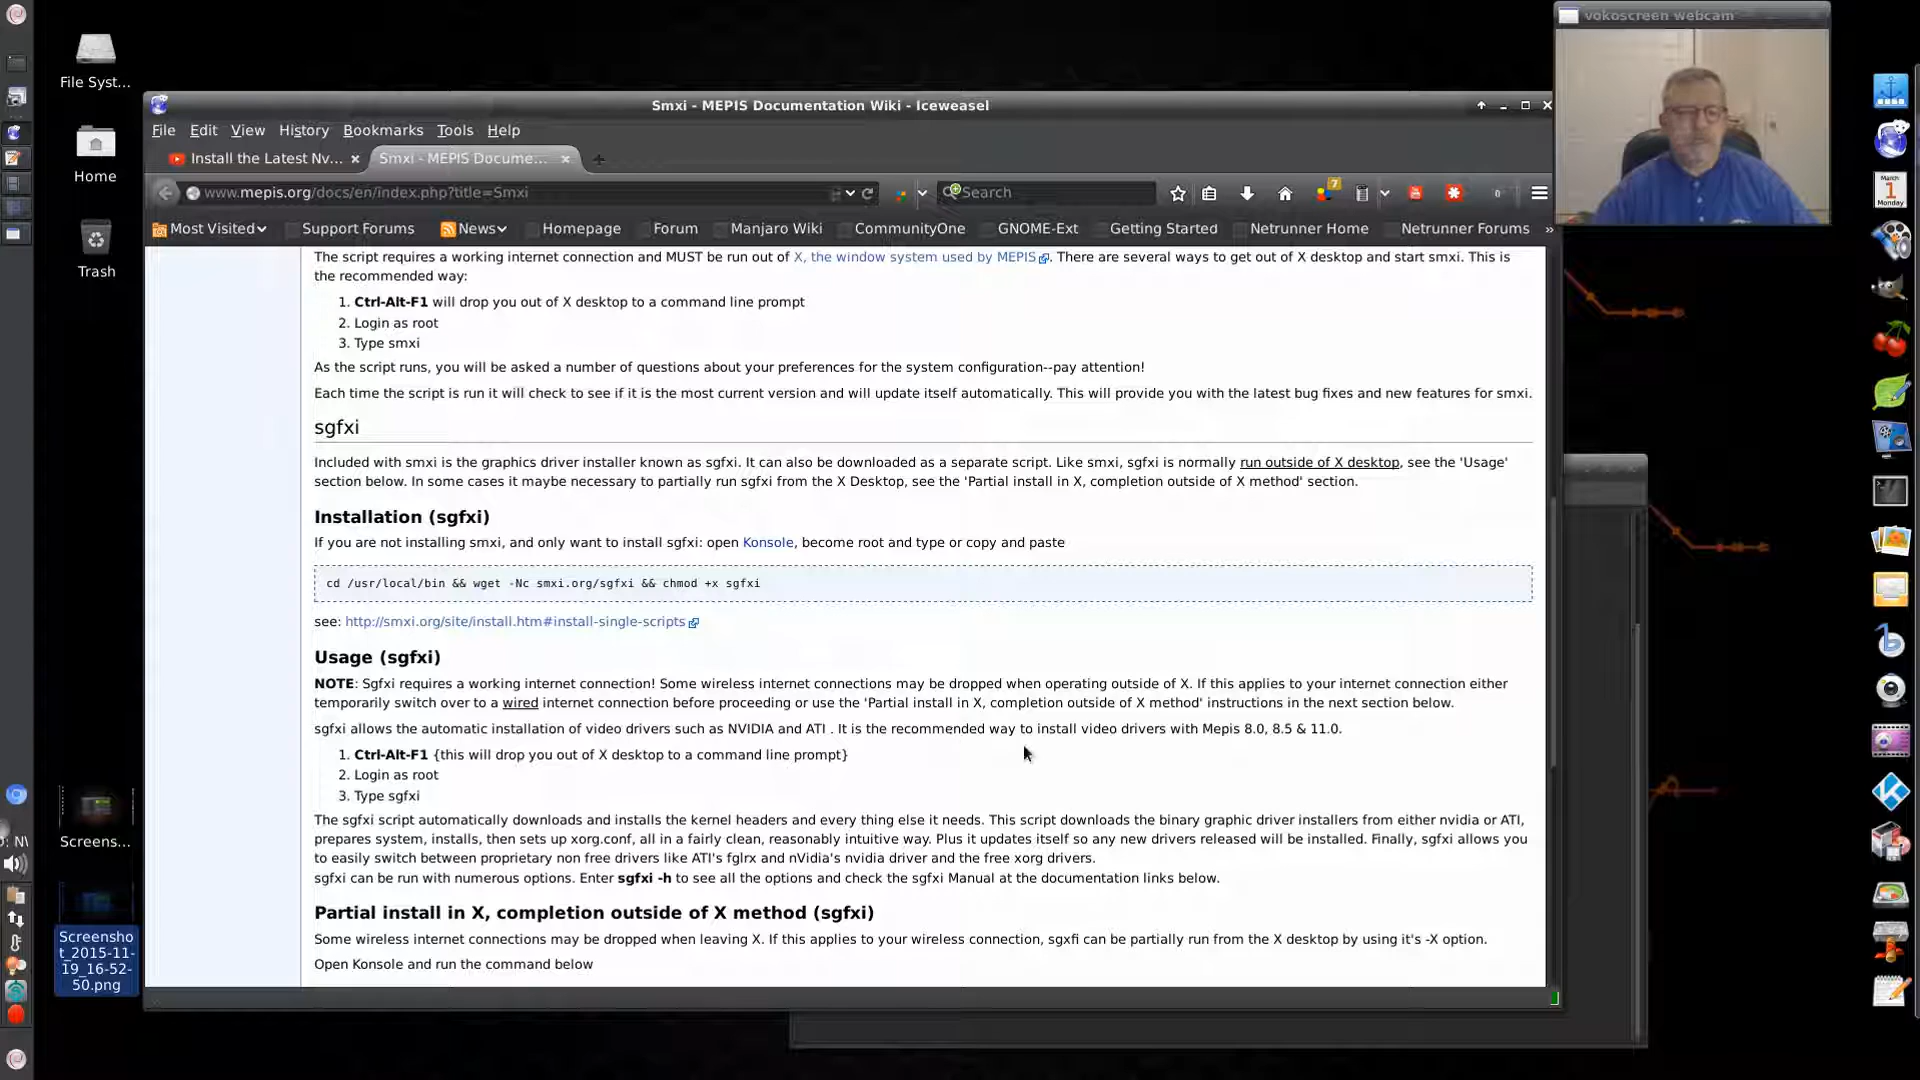 vokoscreen webcam
File Syst...
Home
Trash
Screens...
Screensho
t_2015-11-
19_16-52-
50.png
Smxi - MEPIS Documentation Wiki - Iceweasel
File Edit View History Bookmarks Tools Help
Install the Latest Nv... Smxi - MEPIS Docume...
www.mepis.org/docs/en/index.php?title=Smxi
Search
7
Most Visited Support Forums News Homepage Forum Manjaro Wiki CommunityOne GNOME-Ext Getting Started Netrunner Home Netrunner Forums »
The script requires a working internet connection and MUST be run out of X, the window system used by MEPIS. There are several ways to get out of X desktop and start smxi. This is
the recommended way:
1. Ctrl-Alt-F1 will drop you out of X desktop to a command line prompt
2. Login as root
3. Type smxi
As the script runs, you will be asked a number of questions about your preferences for the system configuration--pay attention!
Each time the script is run it will check to see if it is the most current version and will update itself automatically. This will provide you with the latest bug fixes and new features for smxi.
sgfxi
Included with smxi is the graphics driver installer known as sgfxi. It can also be downloaded as a separate script. Like smxi, sgfxi is normally run outside of X desktop, see the 'Usage'
section below. In some cases it maybe necessary to partially run sgfxi from the X Desktop, see the 'Partial install in X, completion outside of X method' section.
Installation (sgfxi)
If you are not installing smxi, and only want to install sgfxi: open Konsole, become root and type or copy and paste
cd /usr/local/bin && wget -Nc smxi.org/sgfxi && chmod +x sgfxi
see: http://smxi.org/site/install.htm#install-single-scripts
Usage (sgfxi)
NOTE: Sgfxi requires a working internet connection! Some wireless internet connections may be dropped when operating outside of X. If this applies to your internet connection either
temporarily switch over to a wired internet connection before proceeding or use the 'Partial install in X, completion outside of X method' instructions in the next section below.
sgfxi allows the automatic installation of video drivers such as NVIDIA and ATI . It is the recommended way to install video drivers with Mepis 8.0, 8.5 & 11.0.
1. Ctrl-Alt-F1 {this will drop you out of X desktop to a command line prompt}
2. Login as root
3. Type sgfxi
The sgfxi script automatically downloads and installs the kernel headers and every thing else it needs. This script downloads the binary graphic driver installers from either nvidia or ATI,
prepares system, installs, then sets up xorg.conf, all in a fairly clean, reasonably intuitive way. Plus it updates itself so any new drivers released will be installed. Finally, sgfxi allows you
to easily switch between proprietary non free drivers like ATI's fglrx and nVidia's nvidia driver and the free xorg drivers.
sgfxi can be run with numerous options. Enter sgfxi -h to see all the options and check the sgfxi Manual at the documentation links below.
Partial install in X, completion outside of X method (sgfxi)
Some wireless internet connections may be dropped when leaving X. If this applies to your wireless connection, sgxfi can be partially run from the X desktop by using it's -X option.
Open Konsole and run the command below
March
1
Monday